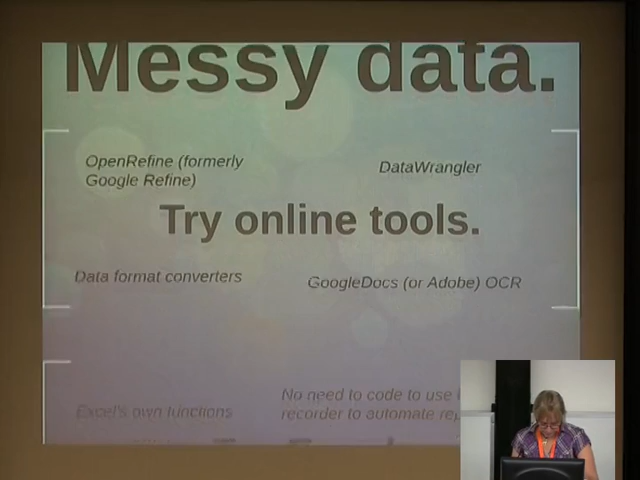 Messy data.
OpenRefine (formerly
Google Refine)
DataWrangler
Try online tools.
Data format converters
GoogleDocs (or Adobe) OCR
Excel's own functions
No need to code to use
recorder to automate